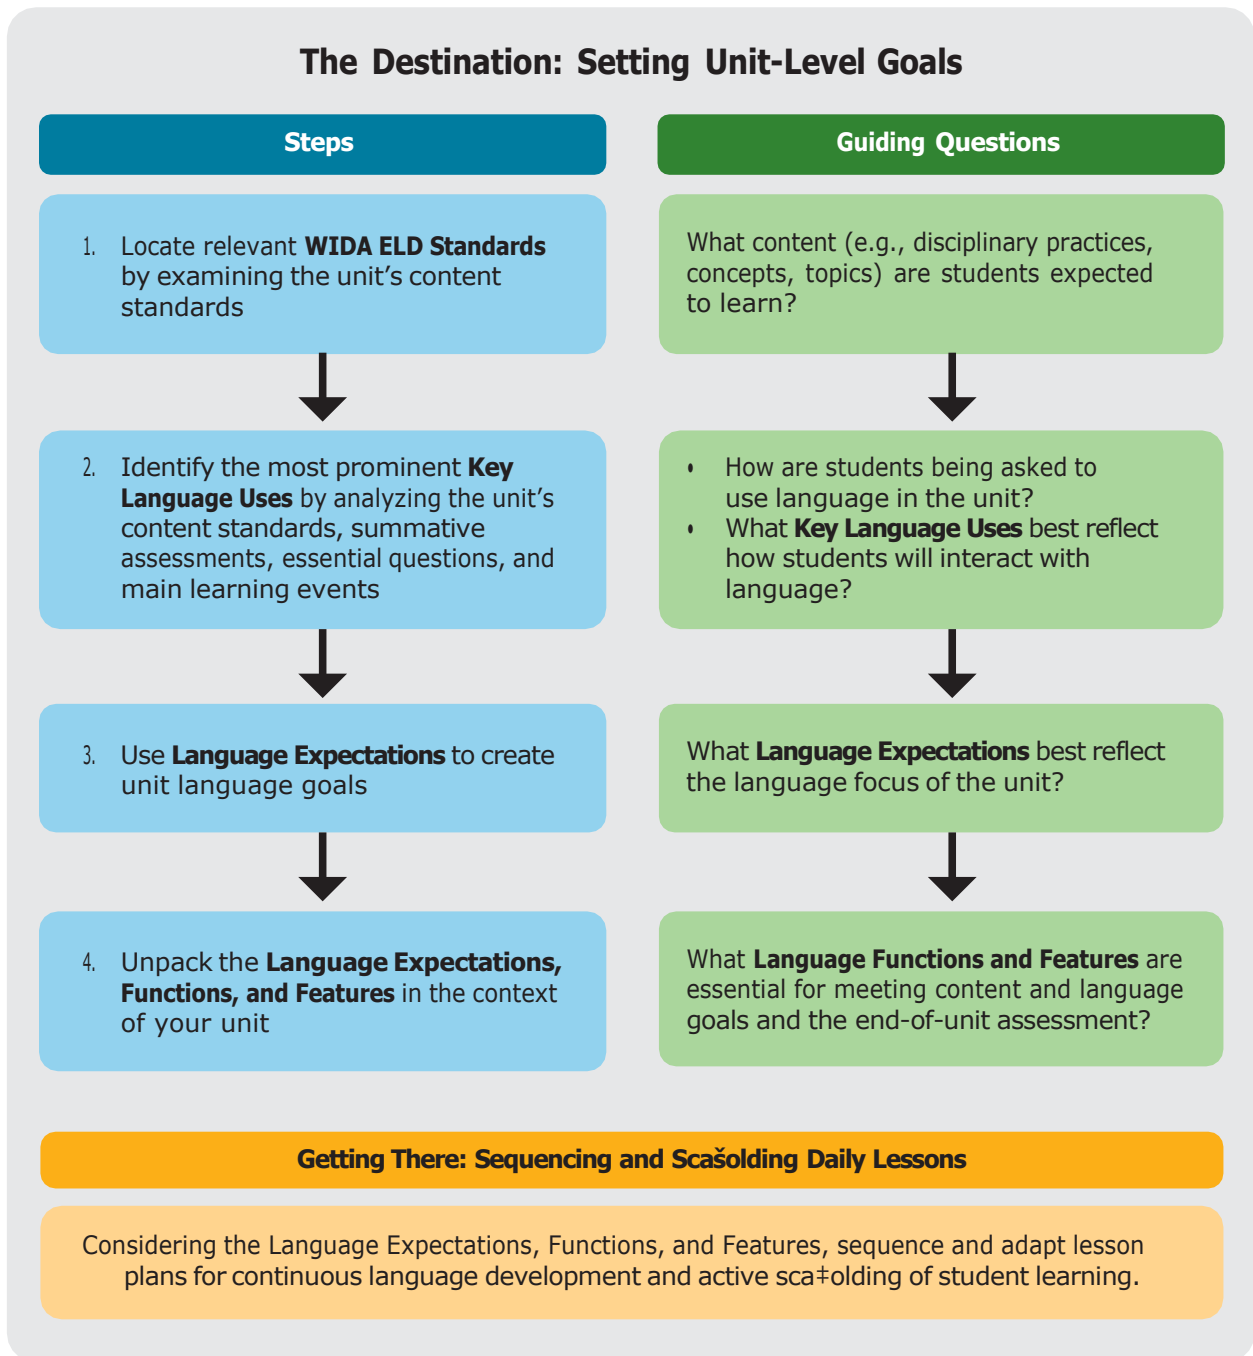 The Destination: Setting Unit-Level Goals
Steps
1. Locate relevant WIDA ELD Standards
by examining the unit’s content
standards
2. Identify the most prominent Key
Language Uses by analyzing the unit’s
content standards, summative
assessments, essential questions, and
main learning events
3. Use Language Expectations to create
unit language goals
4. Unpack the Language Expectations,
Functions, and Features in the context
of your unit
Guiding Questions
What content (e.g., disciplinary practices,
concepts, topics) are students expected
to learn?
• How are students being asked to
use language in the unit?
• What Key Language Uses best reflect
how students will interact with
language?
What Language Expectations best reflect
the language focus of the unit?
What Language Functions and Features are
essential for meeting content and language
goals and the end-of-unit assessment?
Getting There: Sequencing and Scašolding Daily Lessons
Considering the Language Expectations, Functions, and Features, sequence and adapt lesson
plans for continuous language development and active sca‡olding of student learning.